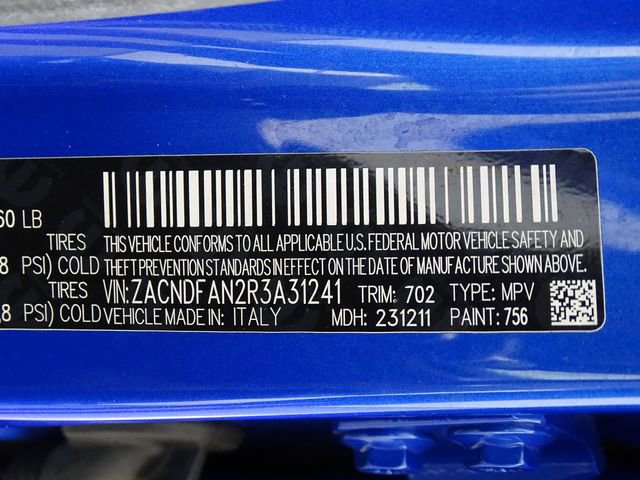 60 LB
TIRES THIS VEHICLE CONFORMS TO ALL APPLICABLE U.S. FEDERAL MOTOR VEHICLE SAFETY AND
8 PSI) COLD THEFT PREVENTION STANDARDS IN EFFECT ON THE DATE OF MANUFACTURE SHOWN ABOVE.
TIRES VIN: ZACNDFAN2R3A31241 TRIM: 702 TYPE: MPV
,8 PSI) COLD VEHICLE MADE IN: ITALY MDH: 231211 PAINT: 756